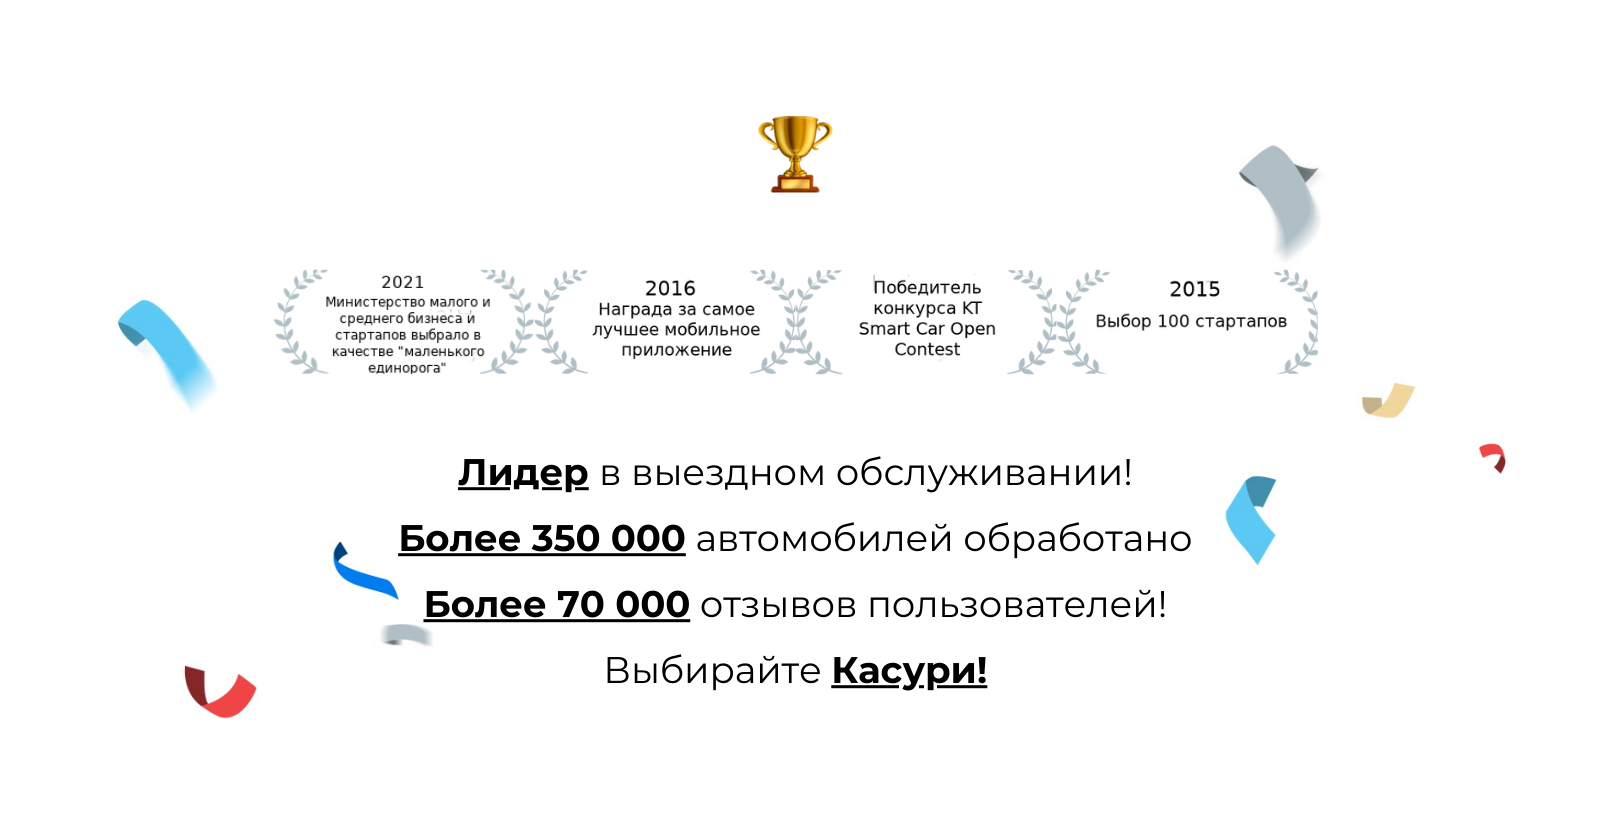 2021
Министерство малого и
среднего бизнеса и
стартапов выбрало в
качестве "маленького
единорога"
2016
Награда за самое
лучшее мобильное
приложение
Победитель
конкурса KT
Smart Car Open
Contest
2015
Выбор 100 стартапов
Лидер в выездном обслуживании!
Более 350 000 автомобилей обработано
Более 70 000 отзывов пользователей!
Выбирайте Касури!